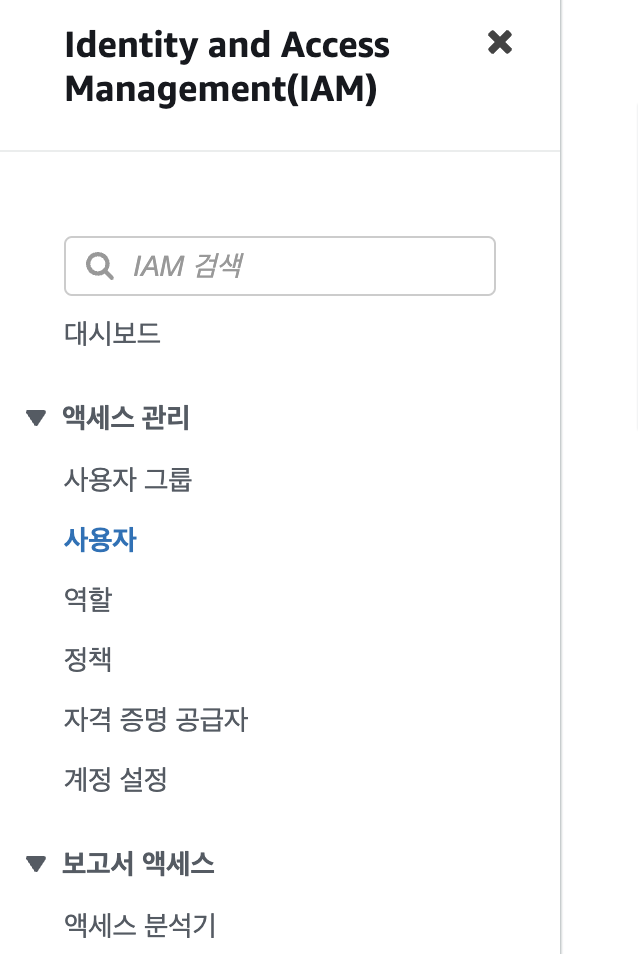 Identity and Access
Management(IAM)
IAM 검색
대시보드
액세스 관리
사용자 그룹
사용자
역할
정책
자격 증명 공급자
계정 설정
보고서 액세스
액세스 분석기